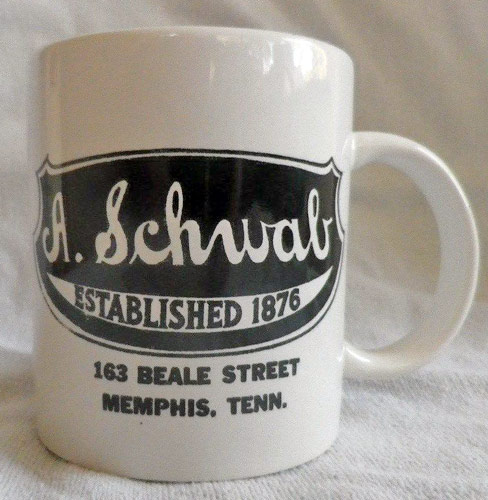 A. Schwab
ESTABLISHED 1876
163 BEALE STREET
MEMPHIS, TENN.